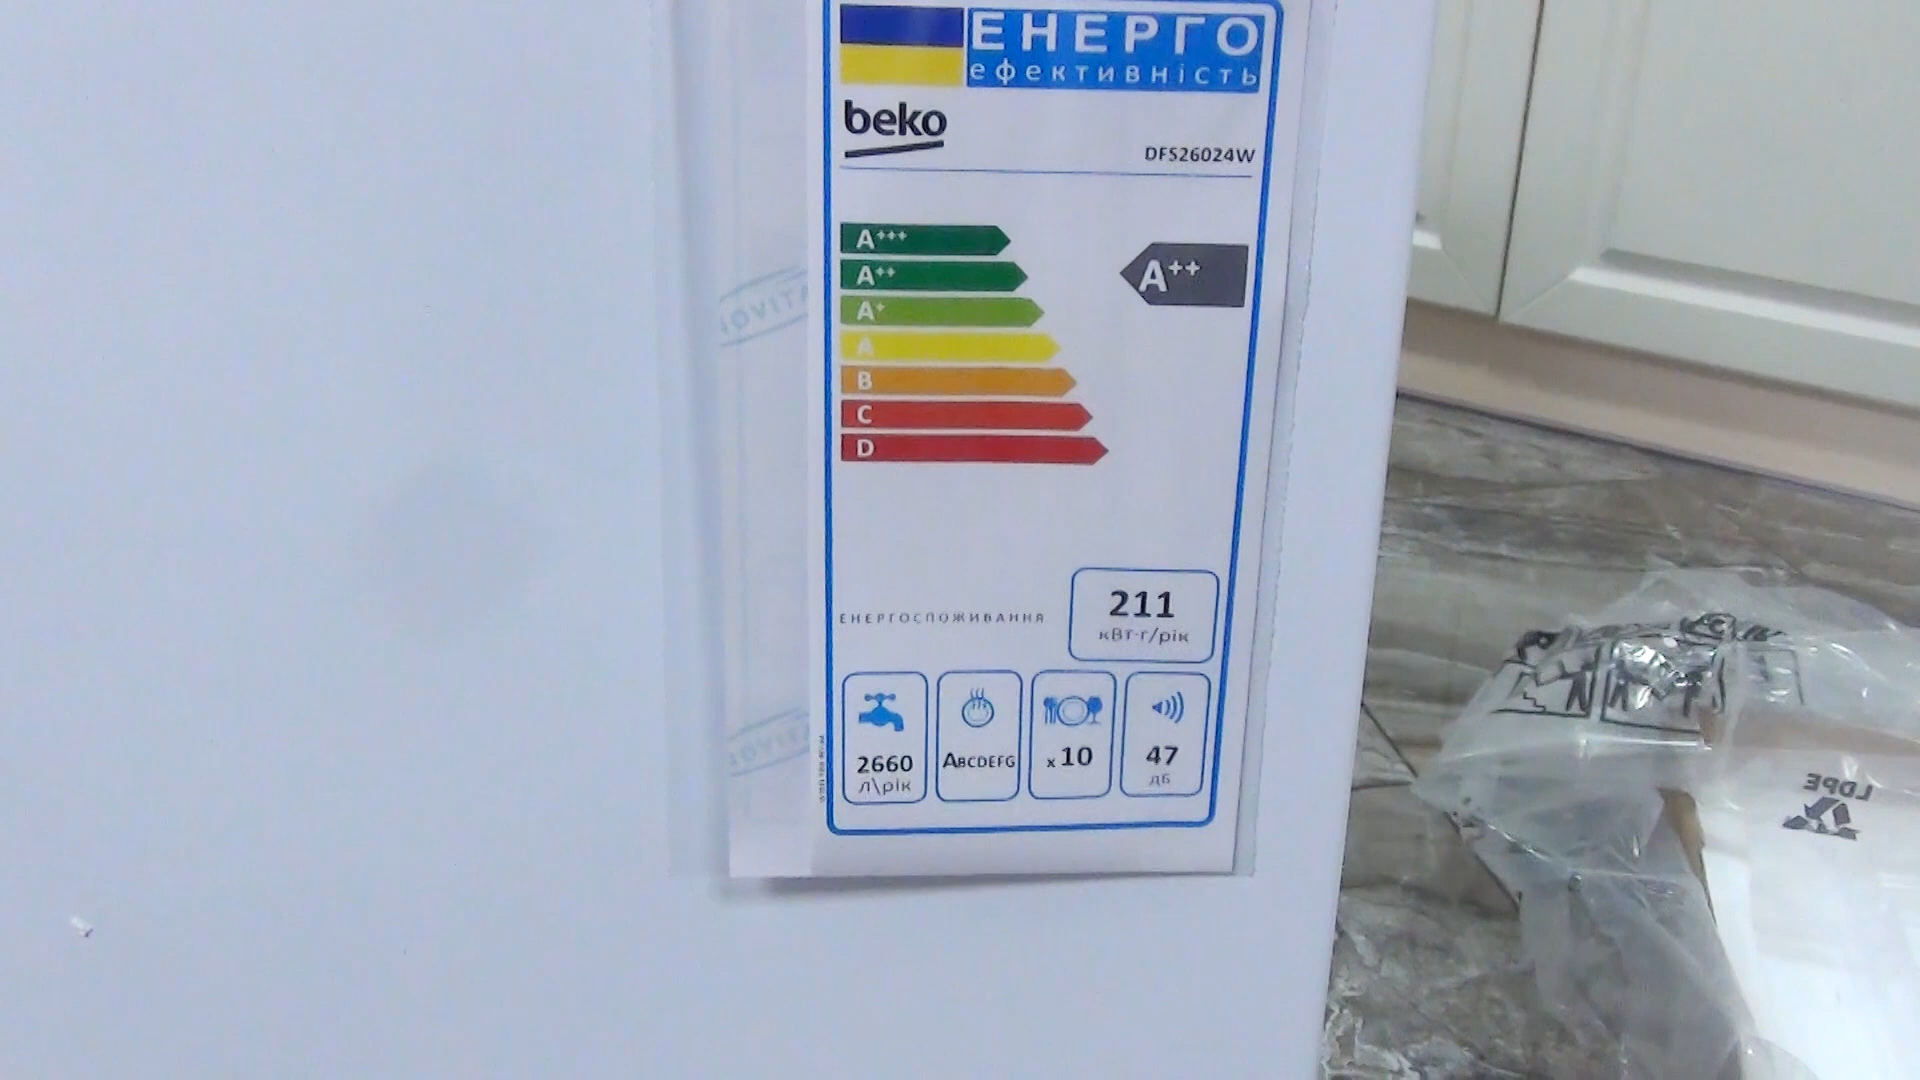 ЕНЕРГО
ефективність
beko
DFS26024W
A+++
A++
A++
A+
A
B
C
D
ЕНЕРГОСПОЖИВАННЯ
211
кВт·г/рік
2660
л\рік
ABCDEFG
x 10
47
дб
LDPE